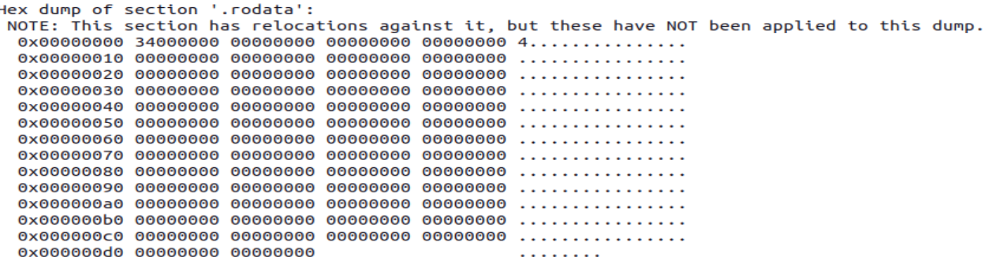 Hex dump of section '.rodata':
 NOTE: This section has relocations against it, but these have NOT been applied to this dump.
  0x00000000 34000000 00000000 00000000 00000000 4...............
  0x00000010 00000000 00000000 00000000 00000000 ................
  0x00000020 00000000 00000000 00000000 00000000 ................
  0x00000030 00000000 00000000 00000000 00000000 ................
  0x00000040 00000000 00000000 00000000 00000000 ................
  0x00000050 00000000 00000000 00000000 00000000 ................
  0x00000060 00000000 00000000 00000000 00000000 ................
  0x00000070 00000000 00000000 00000000 00000000 ................
  0x00000080 00000000 00000000 00000000 00000000 ................
  0x00000090 00000000 00000000 00000000 00000000 ................
  0x000000a0 00000000 00000000 00000000 00000000 ................
  0x000000b0 00000000 00000000 00000000 00000000 ................
  0x000000c0 00000000 00000000 00000000 00000000 ................
  0x000000d0 00000000 00000000                   ........